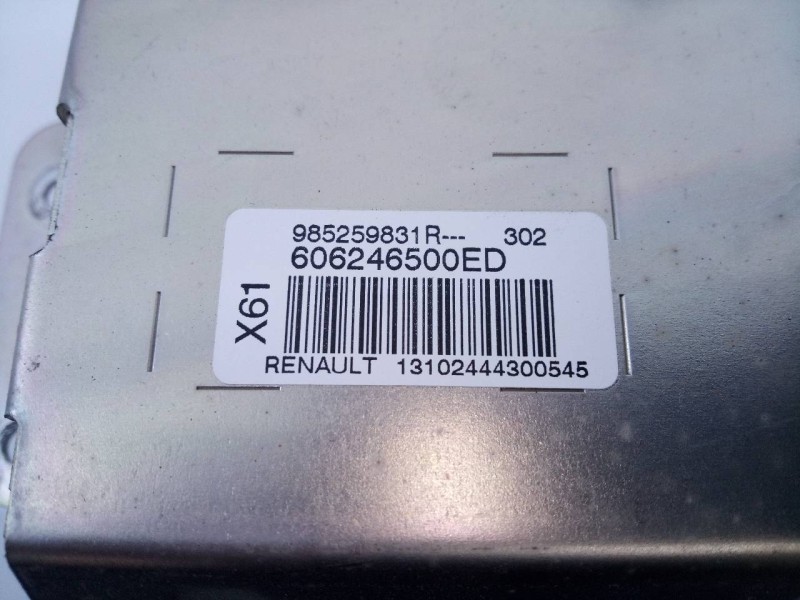 985259831R--- 302
606246500ED
X61
RENAULT 13102444300545